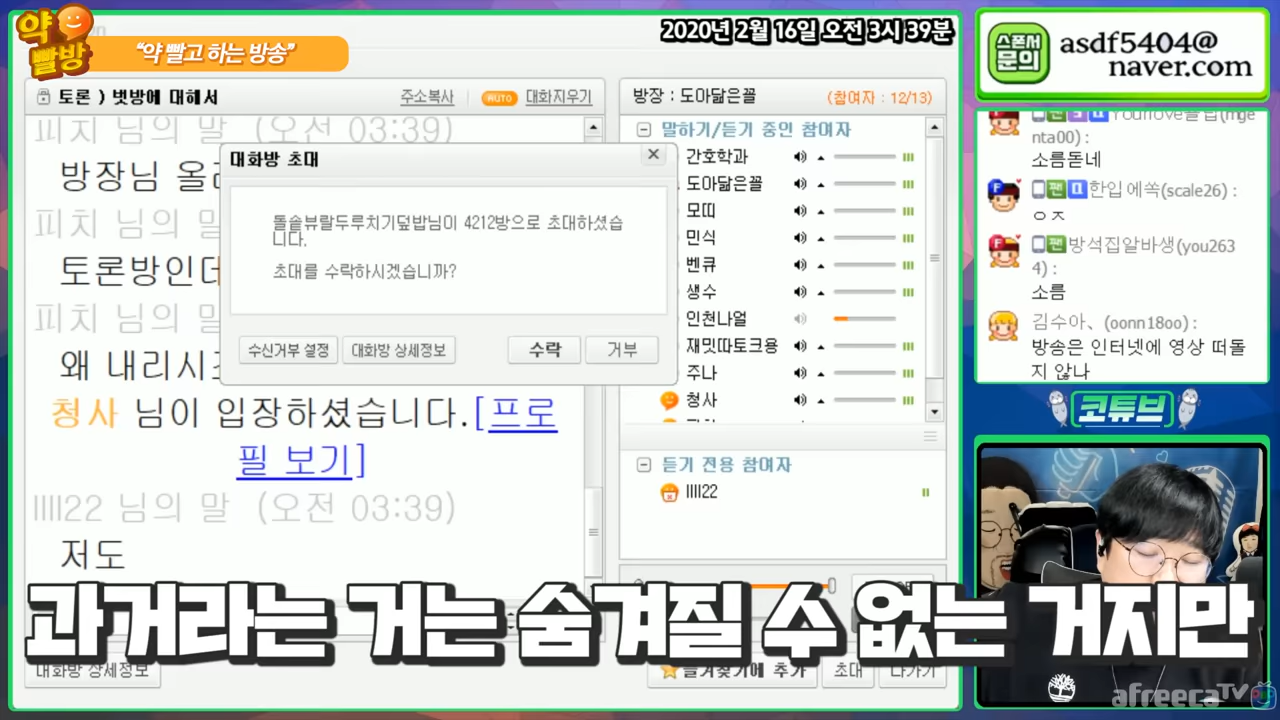 약
빨방
“약 빨고 하는 방송”
2020년 2월 16일 오전 3시 39분
스폰서
문의
asdf5404@
naver.com
토론 ) 벗방에 대해서
주소복사
AUTO
대화지우기
피치 님의 말 (오전 03:39)
방장님 올
피치 님의 말
토론방인데
피치 님의 말
왜 내리시
청사 님이 입장하셨습니다.[프로
필 보기]
llll22 님의 말 (오전 03:39)
저도
대화방 초대
돌솥뷰랄두루치기덮밥님이 4212방으로 초대하셨습
니다.
초대를 수락하시겠습니까?
수신거부 설정
대화방 상세정보
수락
거부
방장 : 도아닮은꼴
(참여자 : 12/13)
말하기/듣기 중인 참여자
간호학과
도아닮은꼴
모띠
민식
벤큐
생수
인천나얼
재밋따토크용
주나
청사
듣기 전용 참여자
llll22
대화방 상세정보
즐겨찾기에 추가
초대
나가기
nta00) :
소름돋네
한입에쏙(scale26) :
ㅇㅈ
방석집알바생(you263
4) :
소름
김수아、(oonn18oo) :
방송은 인터넷에 영상 떠돌
지 않나
코튜브
과거라는 거는 숨겨질 수 없는 거지만
afreecaTV